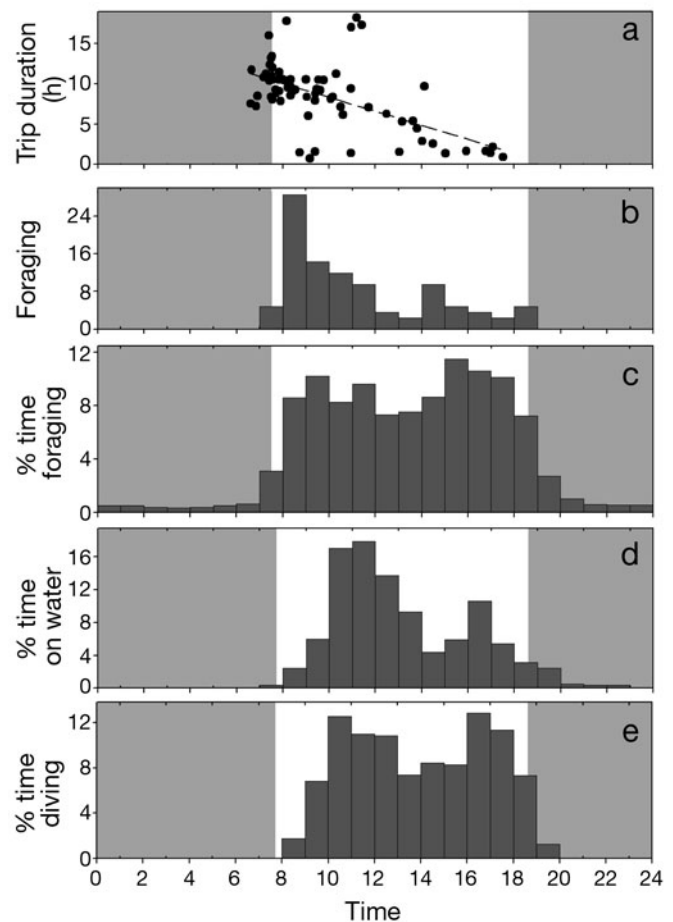 a
Trip duration
(h)
15
10
5
0
b
Foraging
24
16
8
0
c
% time
foraging
12
8
4
0
d
% time
on water
16
12
8
4
0
e
% time
diving
12
8
4
0
0 2 4 6 8 10 12 14 16 18 20 22 24
Time